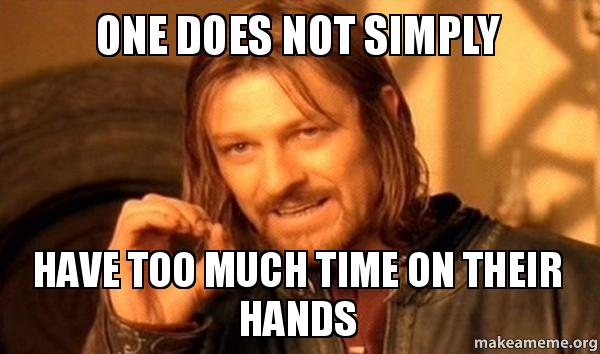 ONE DOES NOT SIMPLY
HAVE TOO MUCH TIME ON THEIR
HANDS
makeameme.org